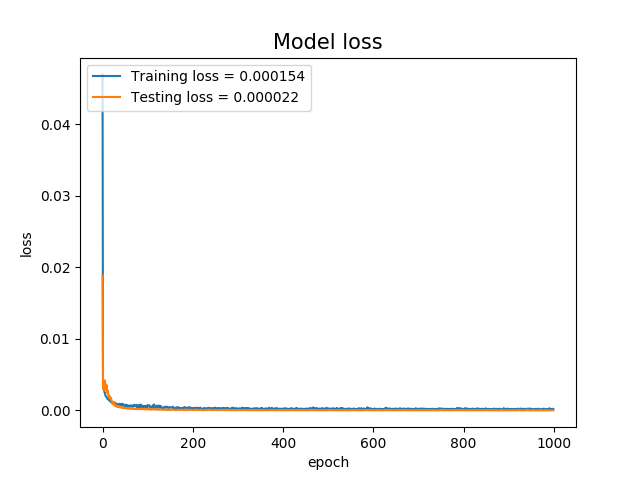 Model loss
Training loss = 0.000154
Testing loss = 0.000022
0.04
0.03
0.02
0.01
0.00
loss
0 200 400 600 800 1000
epoch